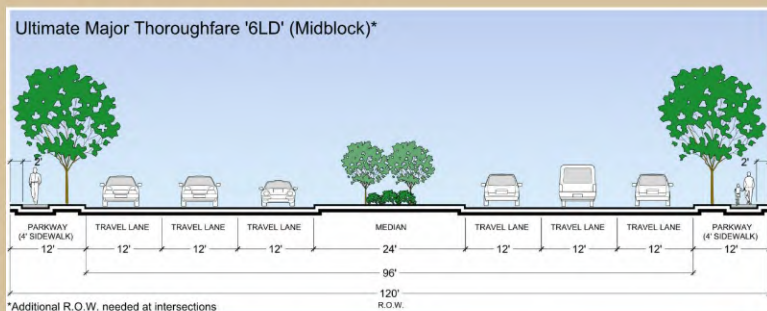 Ultimate Major Thoroughfare '6LD' (Midblock)*
2' 2'
PARKWAY TRAVEL LANE TRAVEL LANE TRAVEL LANE MEDIAN TRAVEL LANE TRAVEL LANE TRAVEL LANE PARKWAY
(4' SIDEWALK) (4' SIDEWALK)
12' 12' 12' 12' 24' 12' 12' 12' 12'
96'
120'
*Additional R.O.W. needed at intersections R.O.W.